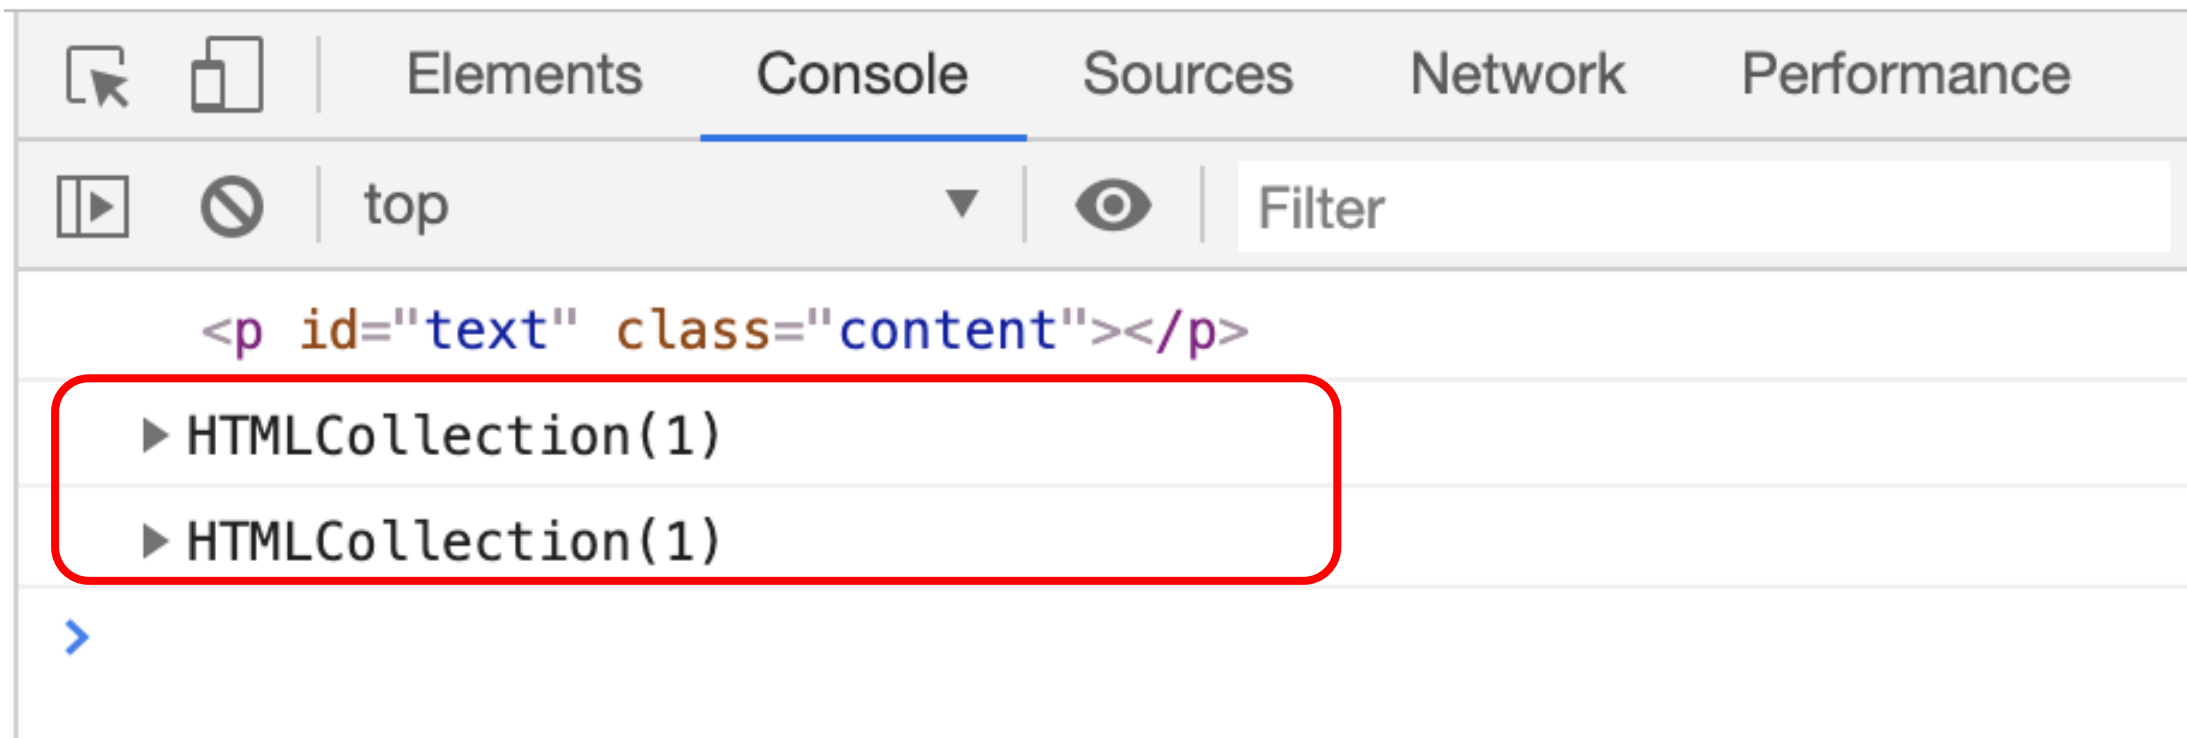 Elements Console Sources Network Performance
top Filter
<p id="text" class="content"></p>
HTMLCollection(1)
HTMLCollection(1)